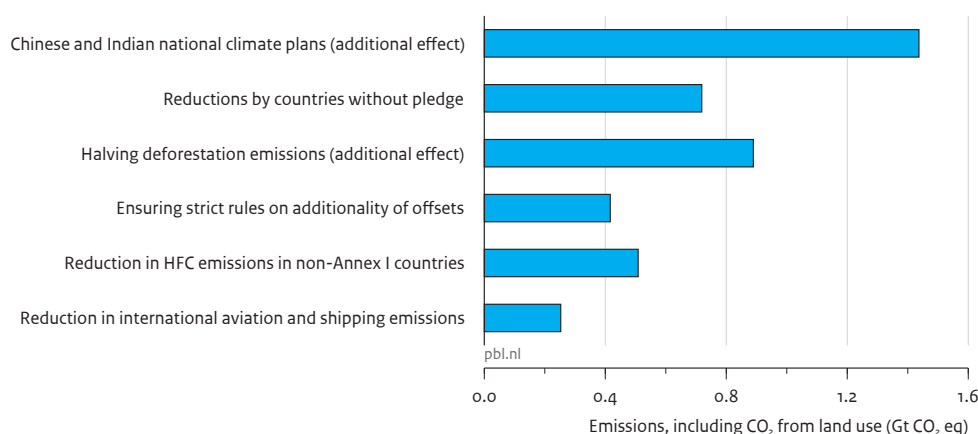 Chinese and Indian national climate plans (additional effect)
Reductions by countries without pledge
Halving deforestation emissions (additional effect)
Ensuring strict rules on additionality of offsets
Reduction in HFC emissions in non-Annex I countries
Reduction in international aviation and shipping emissions
pbl.nl
0.0 0.4 0.8 1.2 1.6
Emissions, including CO₂ from land use (Gt CO₂ eq)